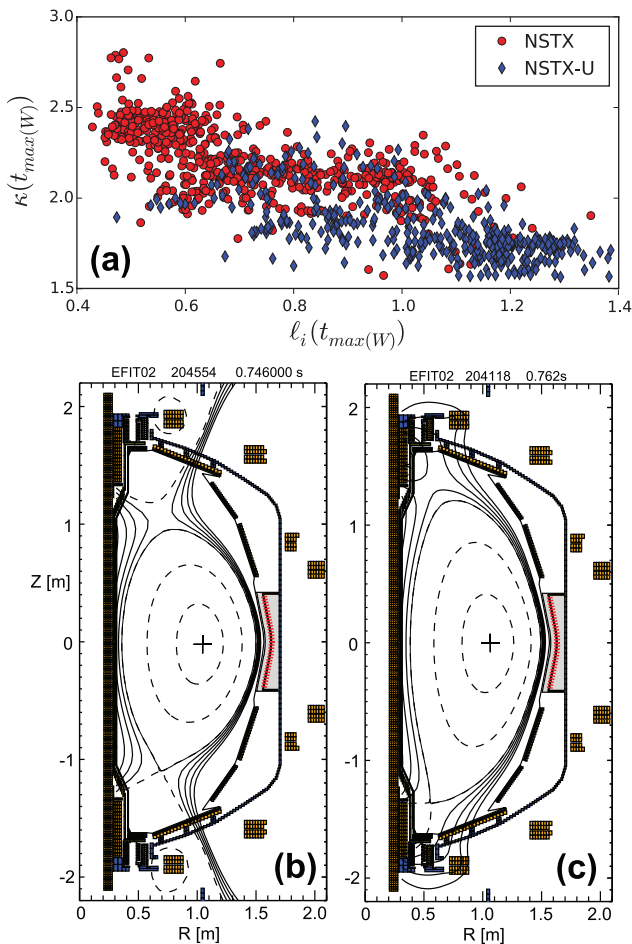 3.0
NSTX
NSTX-U
2.5
κ(t_max(W))
2.0
(a)
1.5
0.4 0.6 0.8 1.0 1.2 1.4
ℓ_i(t_max(W))
EFIT02 204554 0.746000 s
EFIT02 204118 0.762s
2 2
1 1
Z [m]
0 0
-1 -1
(b) (c)
-2 -2
0 0.5 1.0 1.5 2.0 0 0.5 1.0 1.5 2.0
R [m] R [m]